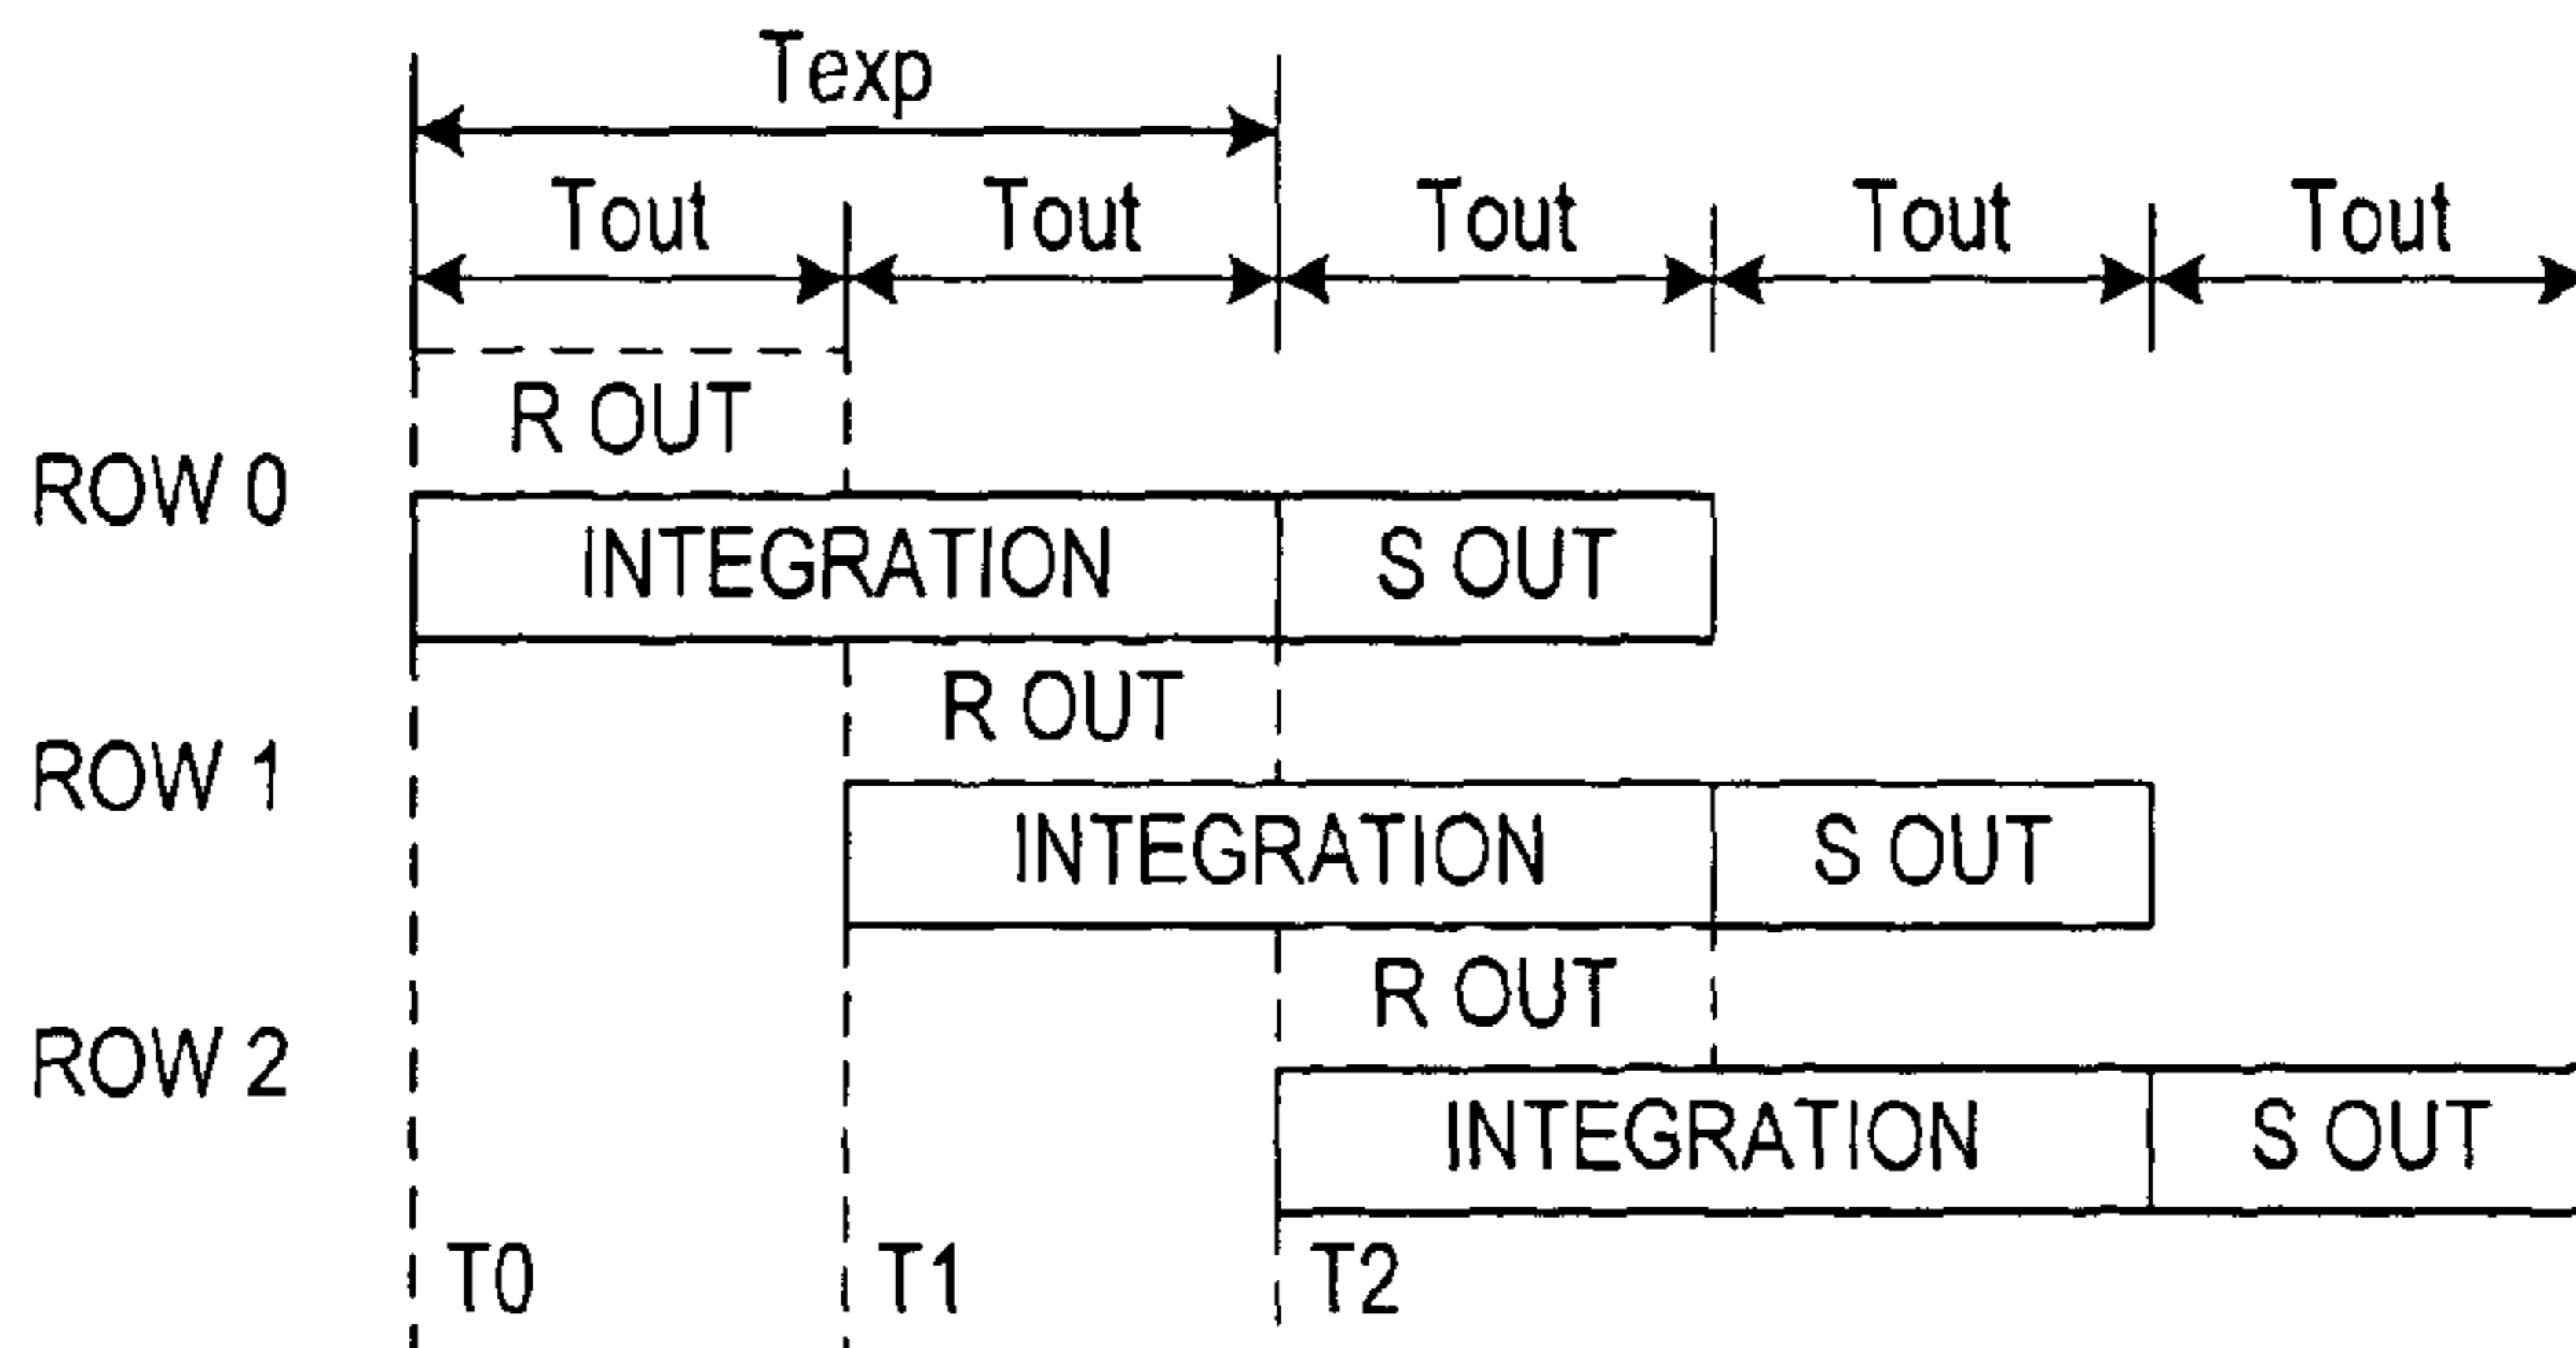 Texp
Tout Tout Tout Tout Tout
R OUT
ROW 0
INTEGRATION S OUT
R OUT
ROW 1
INTEGRATION S OUT
R OUT
ROW 2
INTEGRATION S OUT
T0 T1 T2